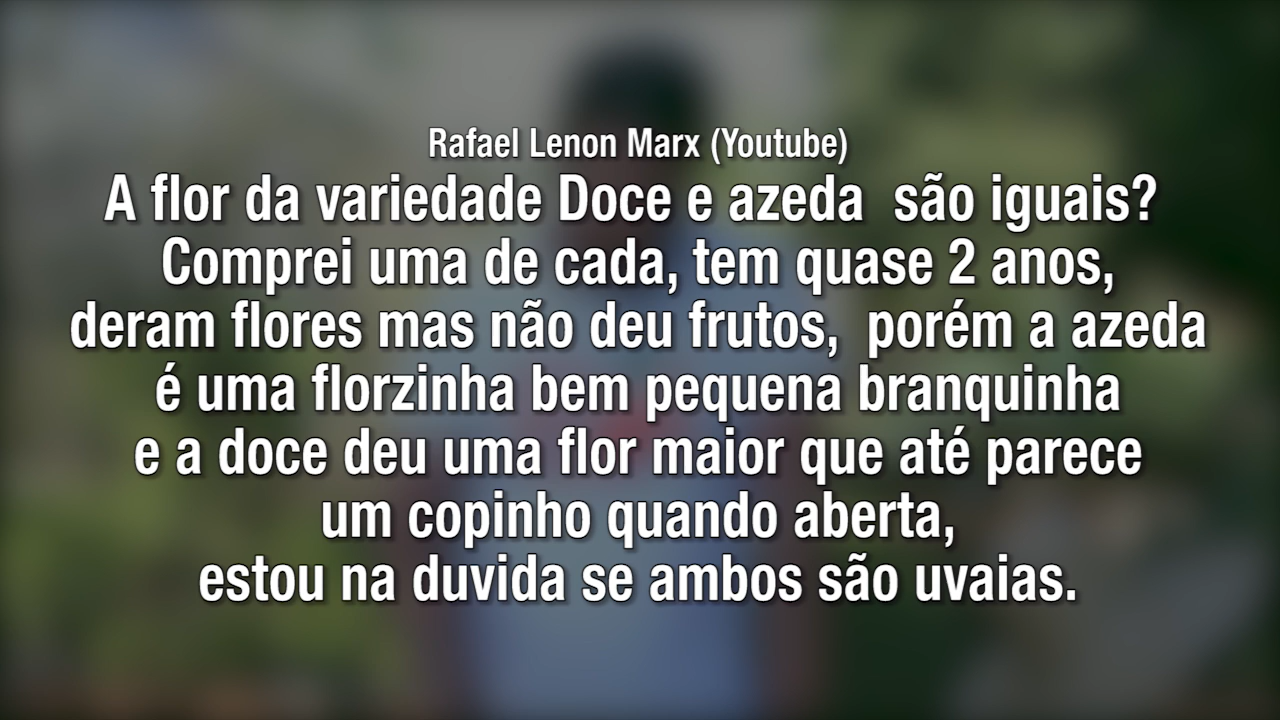 Rafael Lenon Marx (Youtube)
A flor da variedade Doce e azeda  são iguais?
Comprei uma de cada, tem quase 2 anos,
deram flores mas não deu frutos,  porém a azeda
é uma florzinha bem pequena branquinha
e a doce deu uma flor maior que até parece
um copinho quando aberta,
estou na duvida se ambos são uvaias.